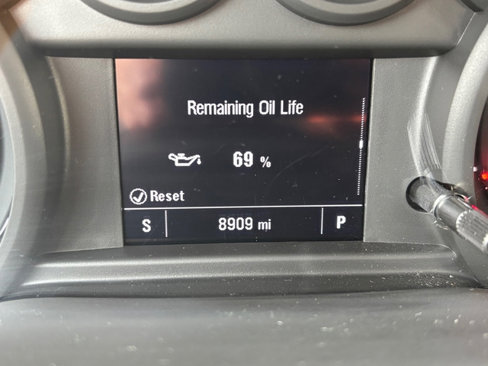 Remaining Oil Life
69 %
Reset
S 8909 mi P